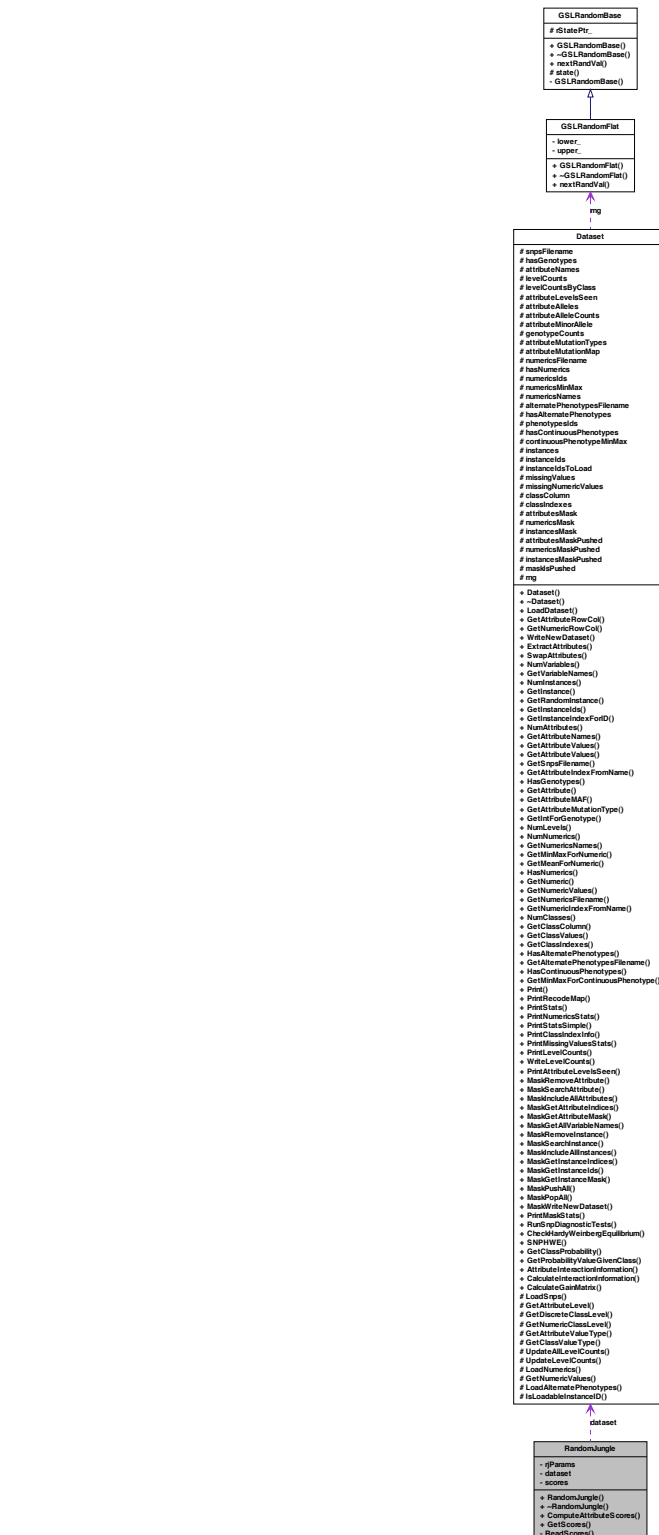 GSLRandomBase
# rStatePtr_
+ GSLRandomBase()
+ ~GSLRandomBase()
+ nextRandVal()
# state()
- GSLRandomBase()
GSLRandomFlat
- lower_
- upper_
+ GSLRandomFlat()
+ ~GSLRandomFlat()
+ nextRandVal()
rng
Dataset
# snpsFilename
# hasGenotypes
# attributeNames
# levelCounts
# levelCountsByClass
# attributeLevelsSeen
# attributeAlleles
# attributeAlleleCounts
# attributeMinorAllele
# genotypeCounts
# attributeMutationTypes
# attributeMutationMap
# numericsFilename
# hasNumerics
# numericsIds
# numericsMinMax
# numericsNames
# alternatePhenotypesFilename
# hasAlternatePhenotypes
# phenotypesIds
# hasContinuousPhenotypes
# continuousPhenotypeMinMax
# instances
# instanceIds
# instanceIdsToLoad
# missingValues
# missingNumericValues
# classColumn
# classIndexes
# attributesMask
# numericsMask
# instancesMask
# attributesMaskPushed
# numericsMaskPushed
# instancesMaskPushed
# maskIsPushed
# rng
+ Dataset()
+ ~Dataset()
+ LoadDataset()
+ GetAttributeRowCol()
+ GetNumericRowCol()
+ WriteNewDataset()
+ ExtractAttributes()
+ SwapAttributes()
+ NumVariables()
+ GetVariableNames()
+ NumInstances()
+ GetInstance()
+ GetRandomInstance()
+ GetInstanceIds()
+ GetInstanceIndexForID()
+ NumAttributes()
+ GetAttributeNames()
+ GetAttributeValues()
+ GetAttributeValues()
+ GetSnpsFilename()
+ GetAttributeIndexFromName()
+ HasGenotypes()
+ GetAttribute()
+ GetAttributeMAF()
+ GetAttributeMutationType()
+ GetIntForGenotype()
+ NumLevels()
+ NumNumerics()
+ GetNumericsNames()
+ GetMinMaxForNumeric()
+ GetMeanForNumeric()
+ HasNumerics()
+ GetNumeric()
+ GetNumericValues()
+ GetNumericsFilename()
+ GetNumericIndexFromName()
+ NumClasses()
+ GetClassColumn()
+ GetClassValues()
+ GetClassIndexes()
+ HasAlternatePhenotypes()
+ GetAlternatePhenotypesFilename()
+ HasContinuousPhenotypes()
+ GetMinMaxForContinuousPhenotype()
+ Print()
+ PrintRecodeMap()
+ PrintStats()
+ PrintNumericsStats()
+ PrintStatsSimple()
+ PrintClassIndexInfo()
+ PrintMissingValuesStats()
+ PrintLevelCounts()
+ WriteLevelCounts()
+ PrintAttributeLevelsSeen()
+ MaskRemoveAttribute()
+ MaskSearchAttribute()
+ MaskIncludeAllAttributes()
+ MaskGetAttributeIndices()
+ MaskGetAttributeMask()
+ MaskGetAllVariableNames()
+ MaskRemoveInstance()
+ MaskSearchInstance()
+ MaskIncludeAllInstances()
+ MaskGetInstanceIndices()
+ MaskGetInstanceIds()
+ MaskGetInstanceMask()
+ MaskPushAll()
+ MaskPopAll()
+ MaskWriteNewDataset()
+ PrintMaskStats()
+ RunSnpDiagnosticTests()
+ CheckHardyWeinbergEquilibrium()
+ SNPHWE()
+ GetClassProbability()
+ GetProbabilityValueGivenClass()
+ AttributeInteractionInformation()
+ CalculateInteractionInformation()
+ CalculateGainMatrix()
# LoadSnps()
# GetAttributeLevel()
# GetDiscreteClassLevel()
# GetNumericClassLevel()
# GetAttributeValueType()
# GetClassValueType()
# UpdateAllLevelCounts()
# UpdateLevelCounts()
# LoadNumerics()
# GetNumericValues()
# LoadAlternatePhenotypes()
# IsLoadableInstanceID()
dataset
RandomJungle
- rjParams
- dataset
- scores
+ RandomJungle()
+ ~RandomJungle()
+ ComputeAttributeScores()
+ GetScores()
- ReadScores()